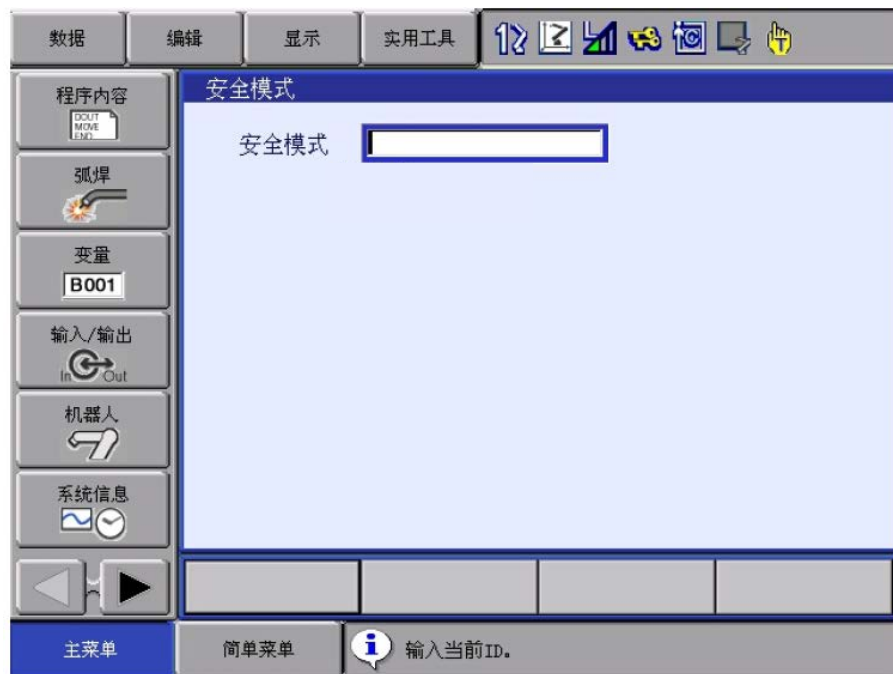 数据 编辑 显示 实用工具
程序内容
DOUT
MOVE
END
弧焊
变量
B001
输入/输出
In Out
机器人
系统信息
安全模式
安全模式
主菜单 简单菜单 输入当前ID。